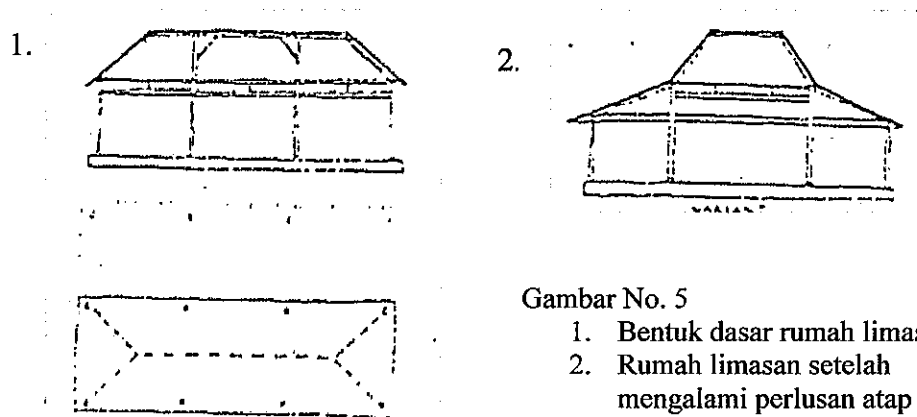 1.
2.
Gambar No. 5
1. Bentuk dasar rumah limas
2. Rumah limasan setelah
mengalami perlusan atap